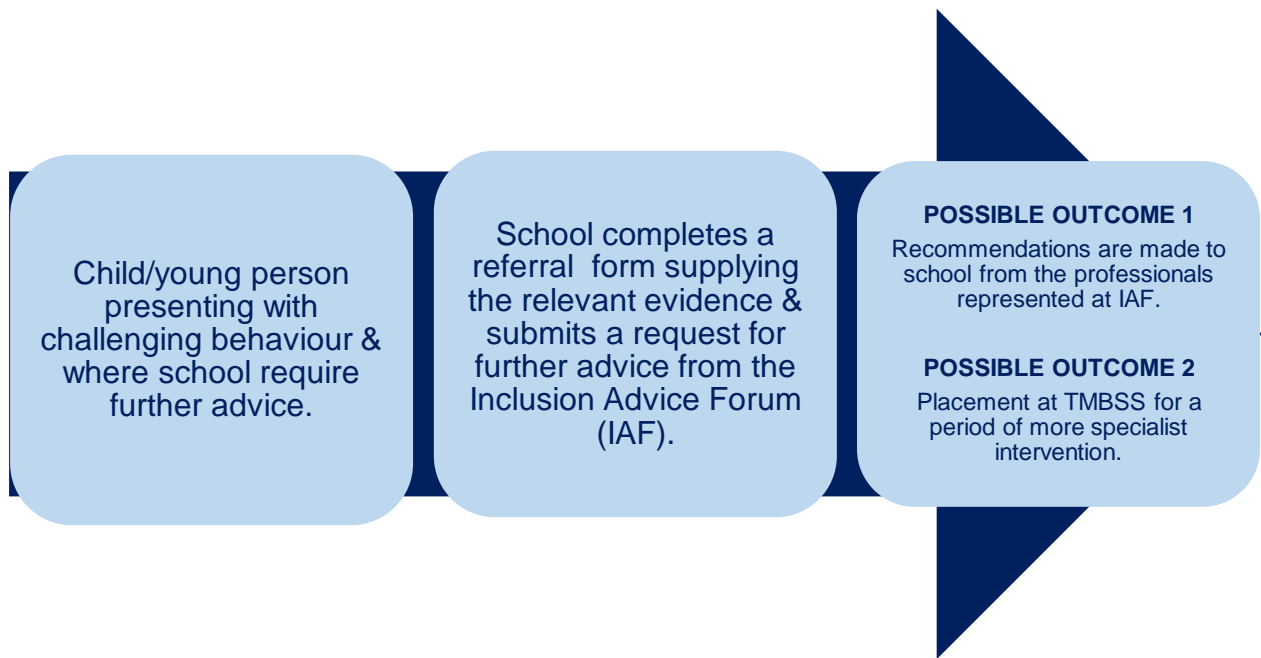 Child/young person
presenting with
challenging behaviour &
where school require
further advice.
School completes a
referral form supplying
the relevant evidence &
submits a request for
further advice from the
Inclusion Advice Forum
(IAF).
POSSIBLE OUTCOME 1
Recommendations are made to
school from the professionals
represented at IAF.
POSSIBLE OUTCOME 2
Placement at TMBSS for a
period of more specialist
intervention.